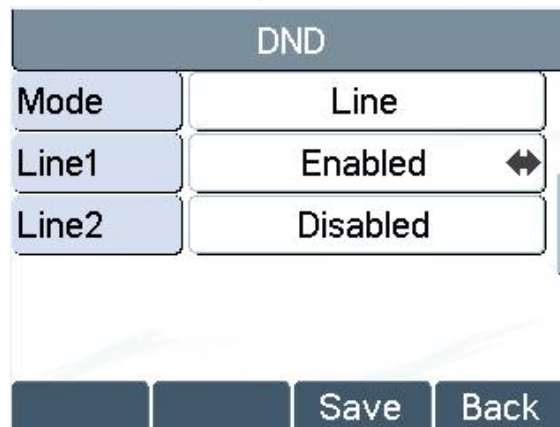 DND
Mode Line
Line1 Enabled
Line2 Disabled
Save Back